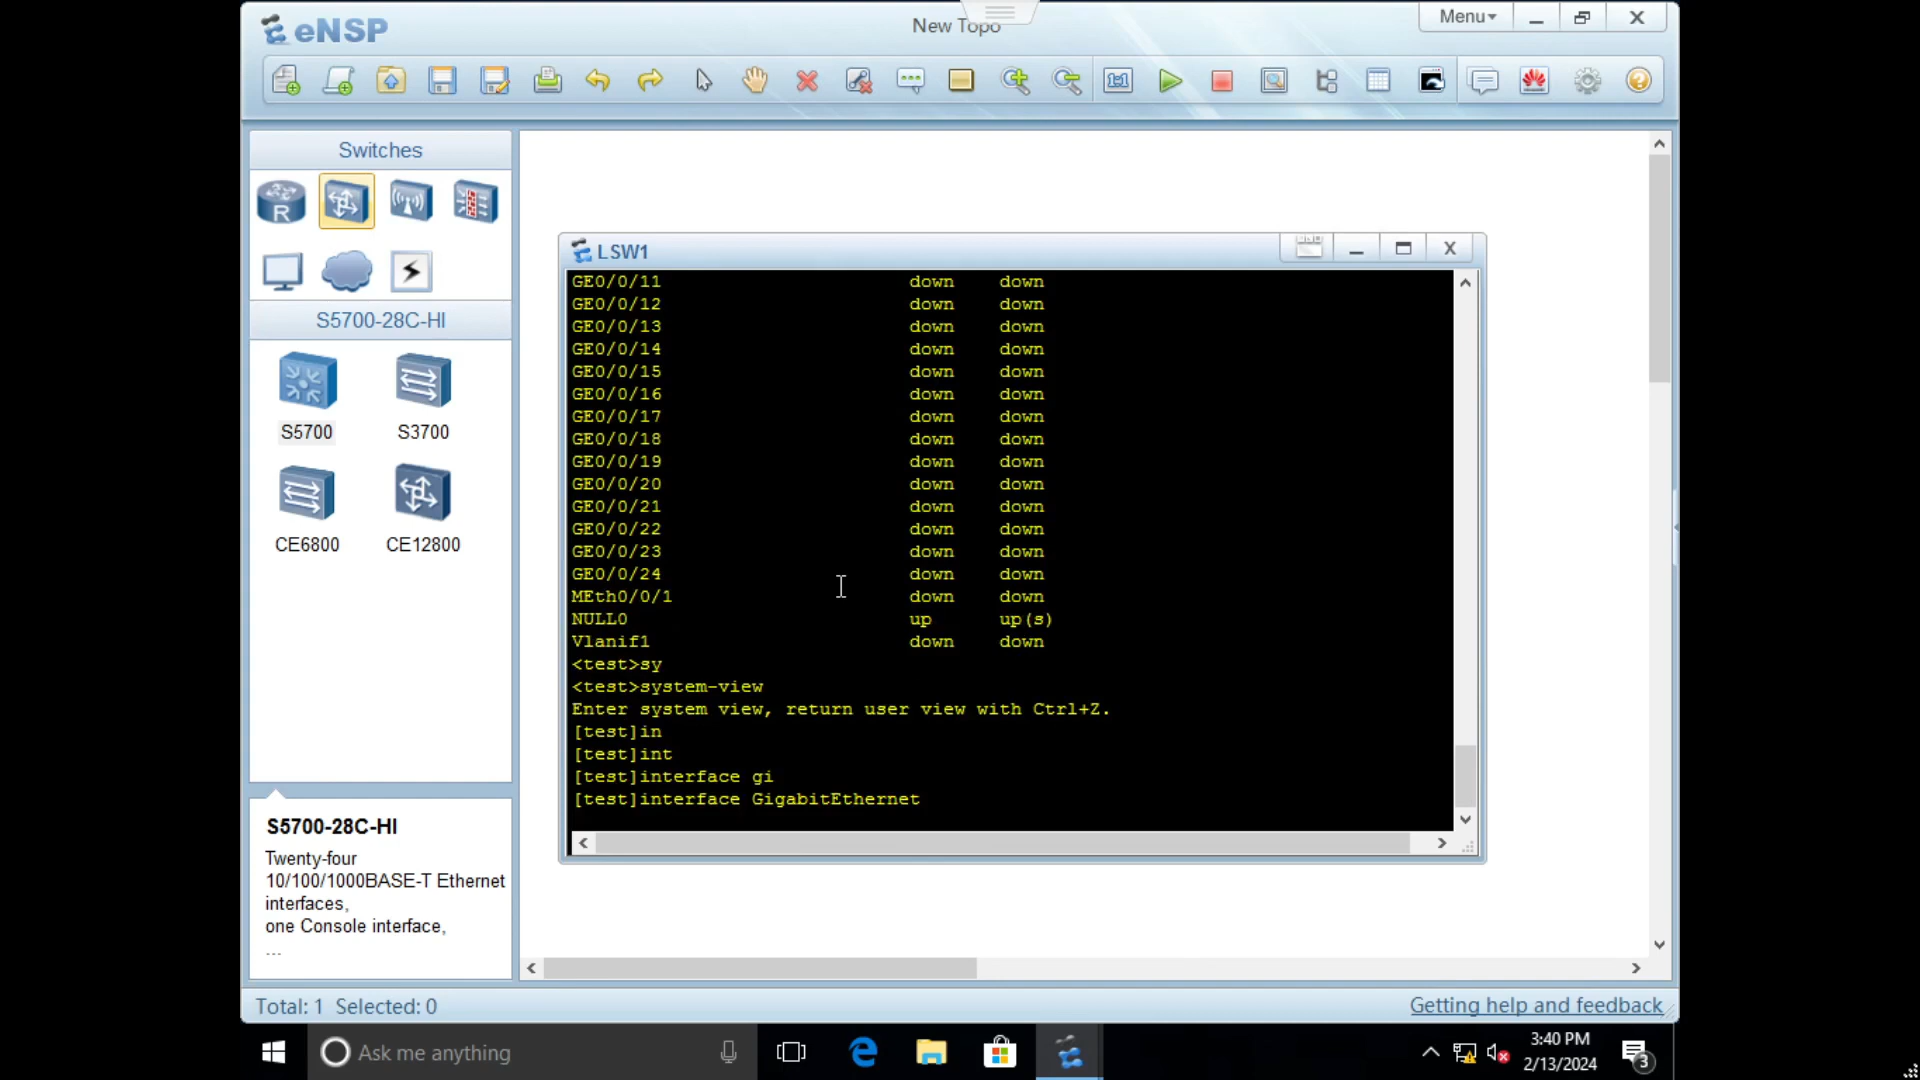 eNSP
New Topo
Menu
Switches
R
S5700-28C-HI
S5700
S3700
CE6800
CE12800
S5700-28C-HI
Twenty-four
10/100/1000BASE-T Ethernet
interfaces,
one Console interface,
...
LSW1
GE0/0/11 down down
GE0/0/12 down down
GE0/0/13 down down
GE0/0/14 down down
GE0/0/15 down down
GE0/0/16 down down
GE0/0/17 down down
GE0/0/18 down down
GE0/0/19 down down
GE0/0/20 down down
GE0/0/21 down down
GE0/0/22 down down
GE0/0/23 down down
GE0/0/24 down down
MEth0/0/1 down down
NULL0 up up(s)
Vlanif1 down down
<test>sy
<test>system-view
Enter system view, return user view with Ctrl+Z.
[test]in
[test]int
[test]interface gi
[test]interface GigabitEthernet
Total: 1 Selected: 0
Getting help and feedback
Ask me anything
3:40 PM
2/13/2024
3